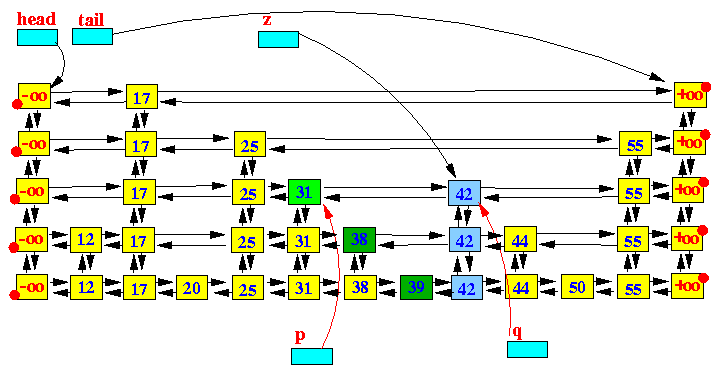 head tail z
-oo 17 +oo
-oo 17 25 55 +oo
-oo 17 25 31 42 55 +oo
-oo 12 17 25 31 38 42 44 55 +oo
-oo 12 17 20 25 31 38 39 42 44 50 55 +oo
p q